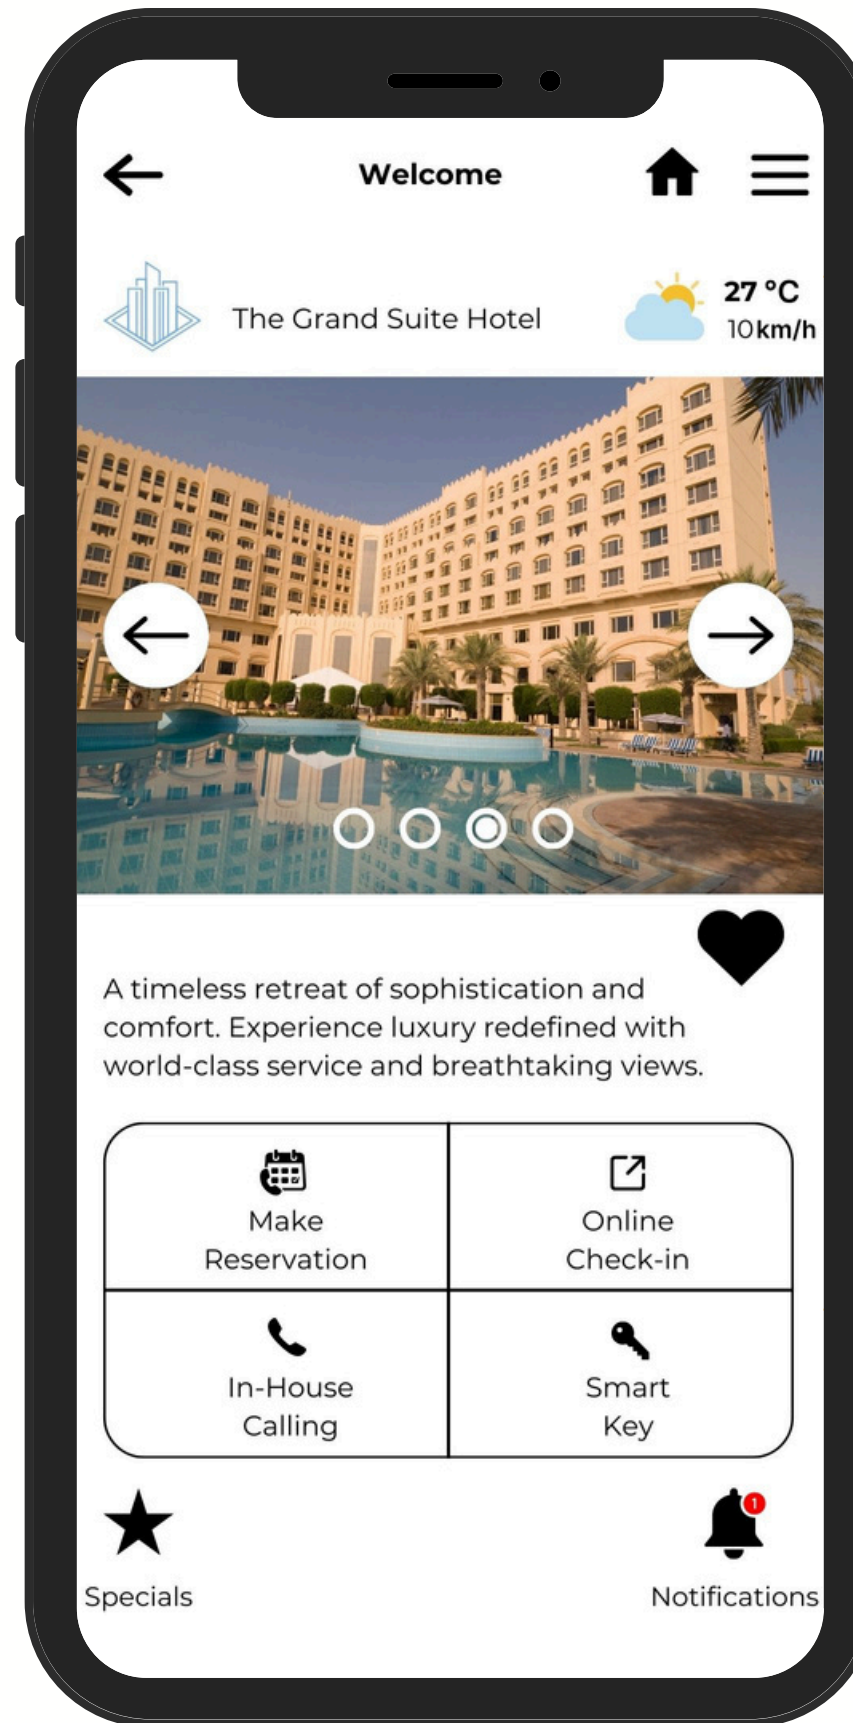 Welcome
The Grand Suite Hotel
27 °C
10km/h
A timeless retreat of sophistication and
comfort. Experience luxury redefined with
world-class service and breathtaking views.
Make
Reservation
Online
Check-in
In-House
Calling
Smart
Key
1
Specials
Notifications